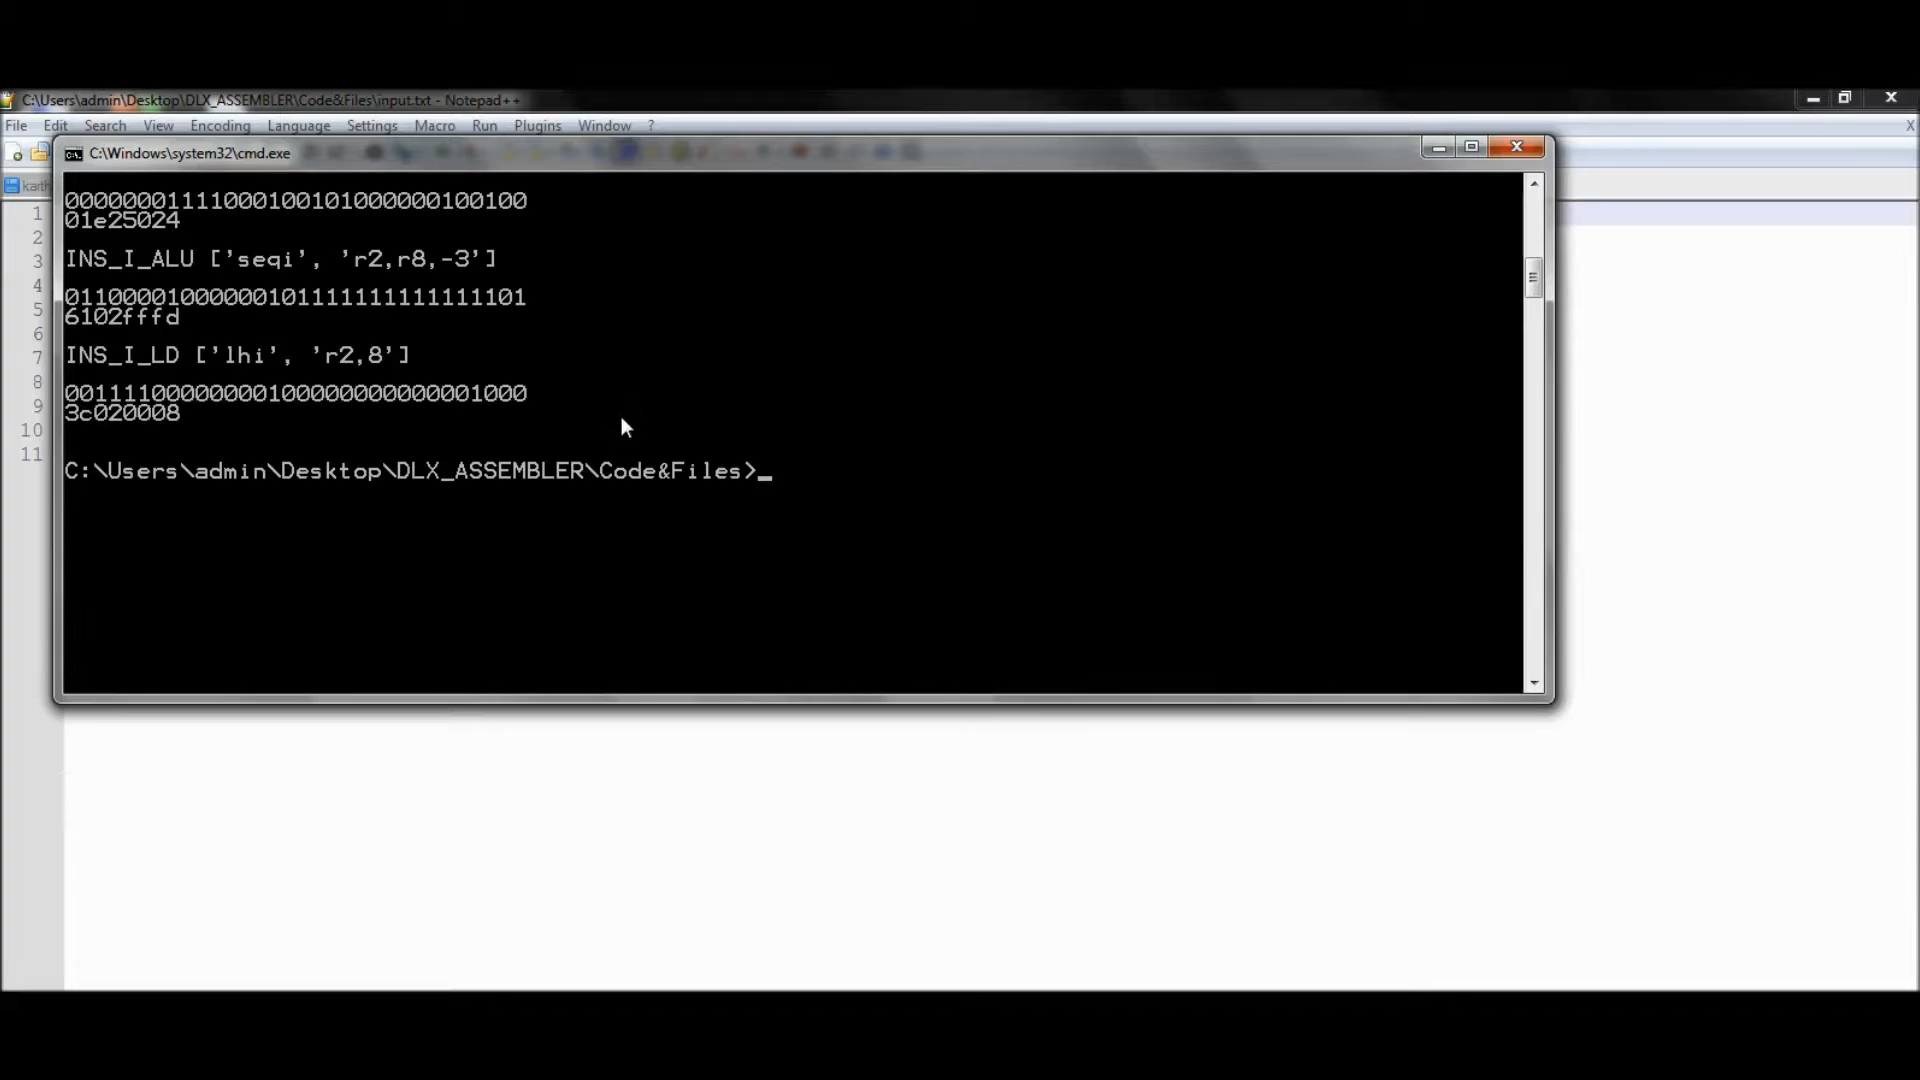 C:\Users\admin\Desktop\DLX_ASSEMBLER\Code&Files\input.txt - Notepad++
File Edit Search View Encoding Language Settings Macro Run Plugins Window ?
X
C:\Windows\system32\cmd.exe
karth
00000001111000100101000000100100
01e25024
INS_I_ALU ['seqi', 'r2,r8,-3']
01100001000000101111111111111101
6102fffd
INS_I_LD ['lhi', 'r2,8']
00111100000000100000000000001000
3c020008
C:\Users\admin\Desktop\DLX_ASSEMBLER\Code&Files>_
1
2
3
4
5
6
7
8
9
10
11